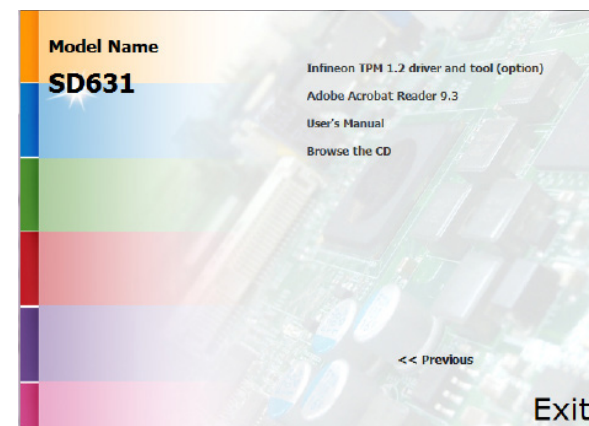 Model Name
SD631
Infineon TPM 1.2 driver and tool (option)
Adobe Acrobat Reader 9.3
User's Manual
Browse the CD
<< Previous
Exit